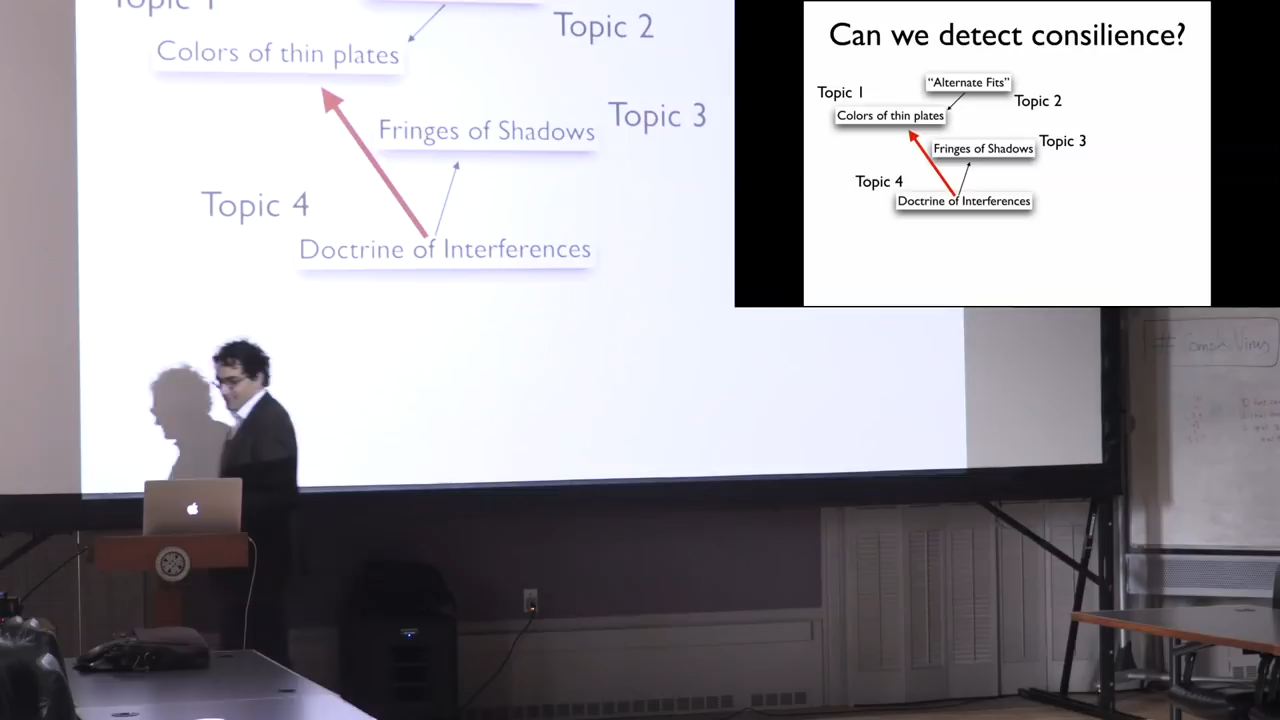 Topic 1
Colors of thin plates
Topic 2
Fringes of Shadows
Topic 3
Topic 4
Doctrine of Interferences
Can we detect consilience?
"Alternate Fits"
Topic 1
Topic 2
Colors of thin plates
Fringes of Shadows
Topic 3
Topic 4
Doctrine of Interferences